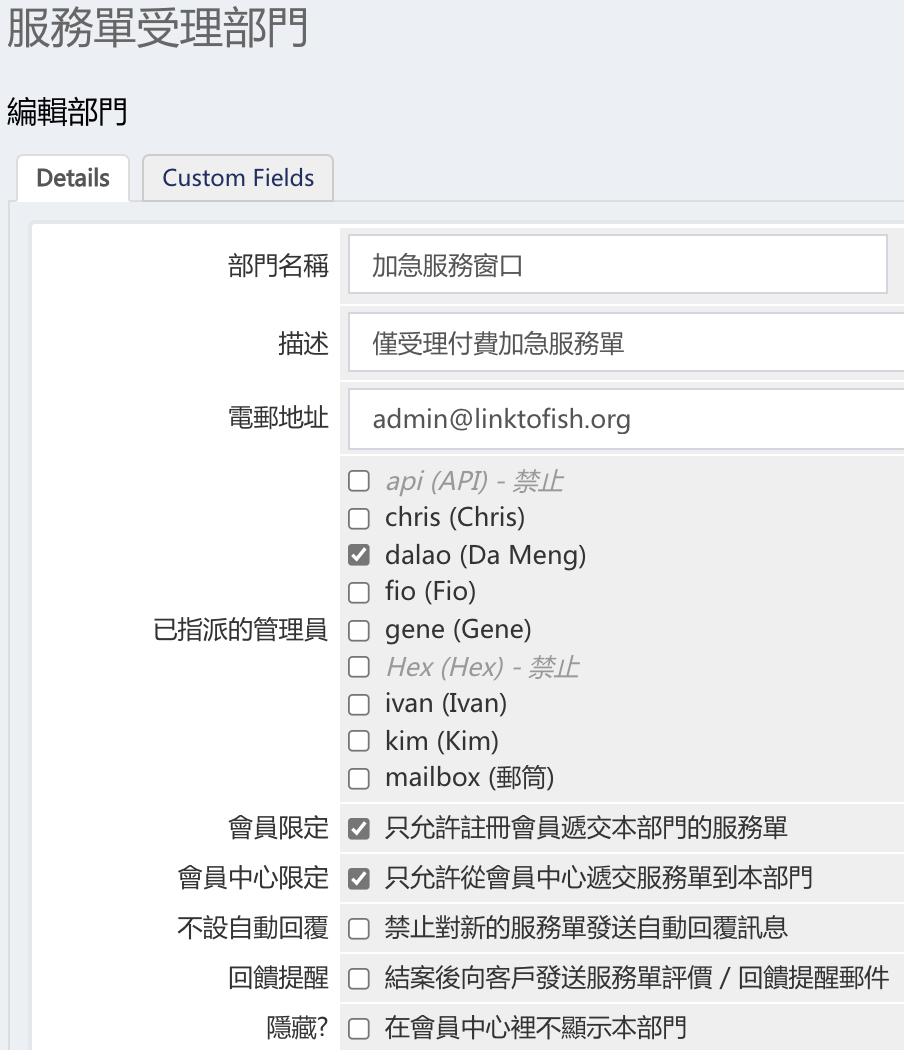 服務單受理部門
編輯部門
Details
Custom Fields
部門名稱
加急服務窗口
描述
僅受理付費加急服務單
電郵地址
admin@linktofish.org
已指派的管理員
api (API) - 禁止
chris (Chris)
dalao (Da Meng)
fio (Fio)
gene (Gene)
Hex (Hex) - 禁止
ivan (Ivan)
kim (Kim)
mailbox (郵筒)
會員限定
只允許註冊會員遞交本部門的服務單
會員中心限定
只允許從會員中心遞交服務單到本部門
不設自動回覆
禁止對新的服務單發送自動回覆訊息
回饋提醒
結案後向客戶發送服務單評價 / 回饋提醒郵件
隱藏?
在會員中心裡不顯示本部門